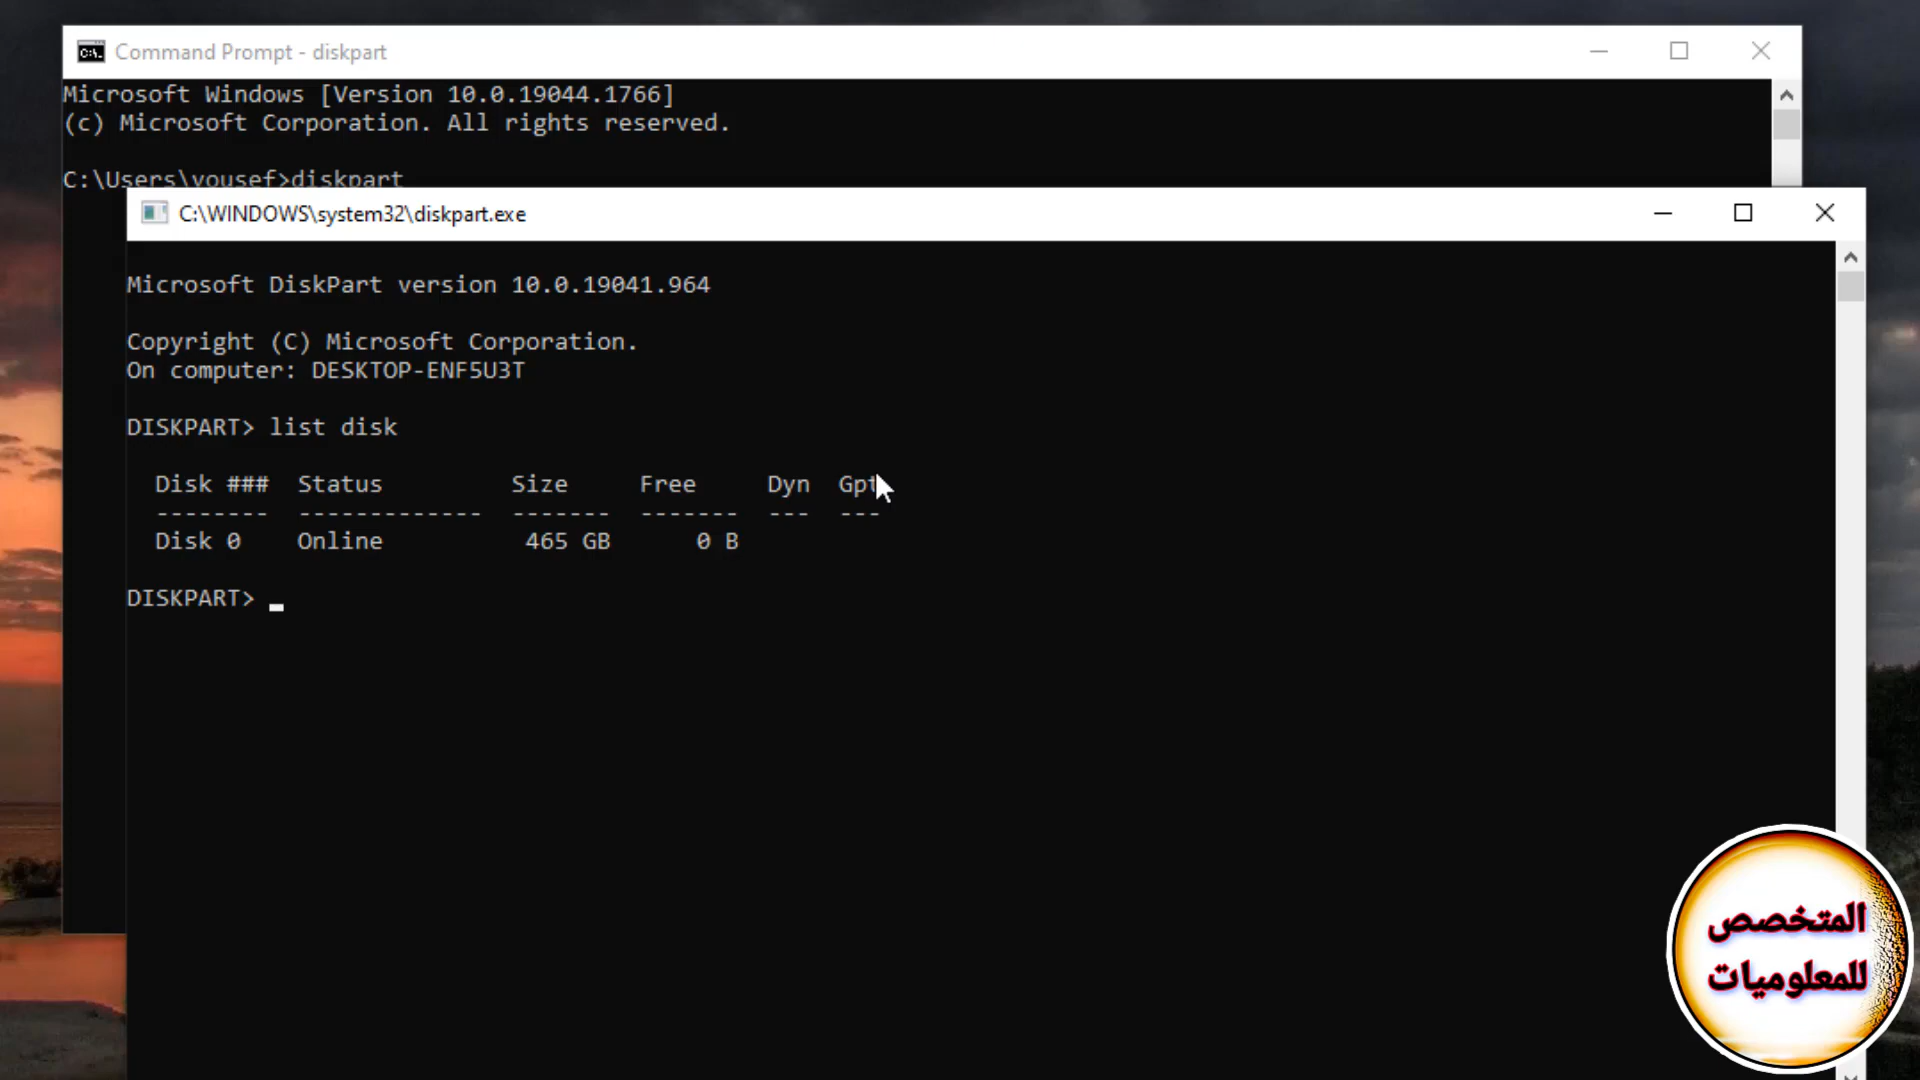 Command Prompt - diskpart
Microsoft Windows [Version 10.0.19044.1766]
(c) Microsoft Corporation. All rights reserved.
C:\Users\yousef>diskpart
C:\WINDOWS\system32\diskpart.exe
Microsoft DiskPart version 10.0.19041.964
Copyright (C) Microsoft Corporation.
On computer: DESKTOP-ENF5U3T
DISKPART> list disk
Disk ### Status Size Free Dyn Gpt
-------- ------------- ------- ------- --- ---
Disk 0 Online 465 GB 0 B
DISKPART> _
المتخصص
للمعلوميات